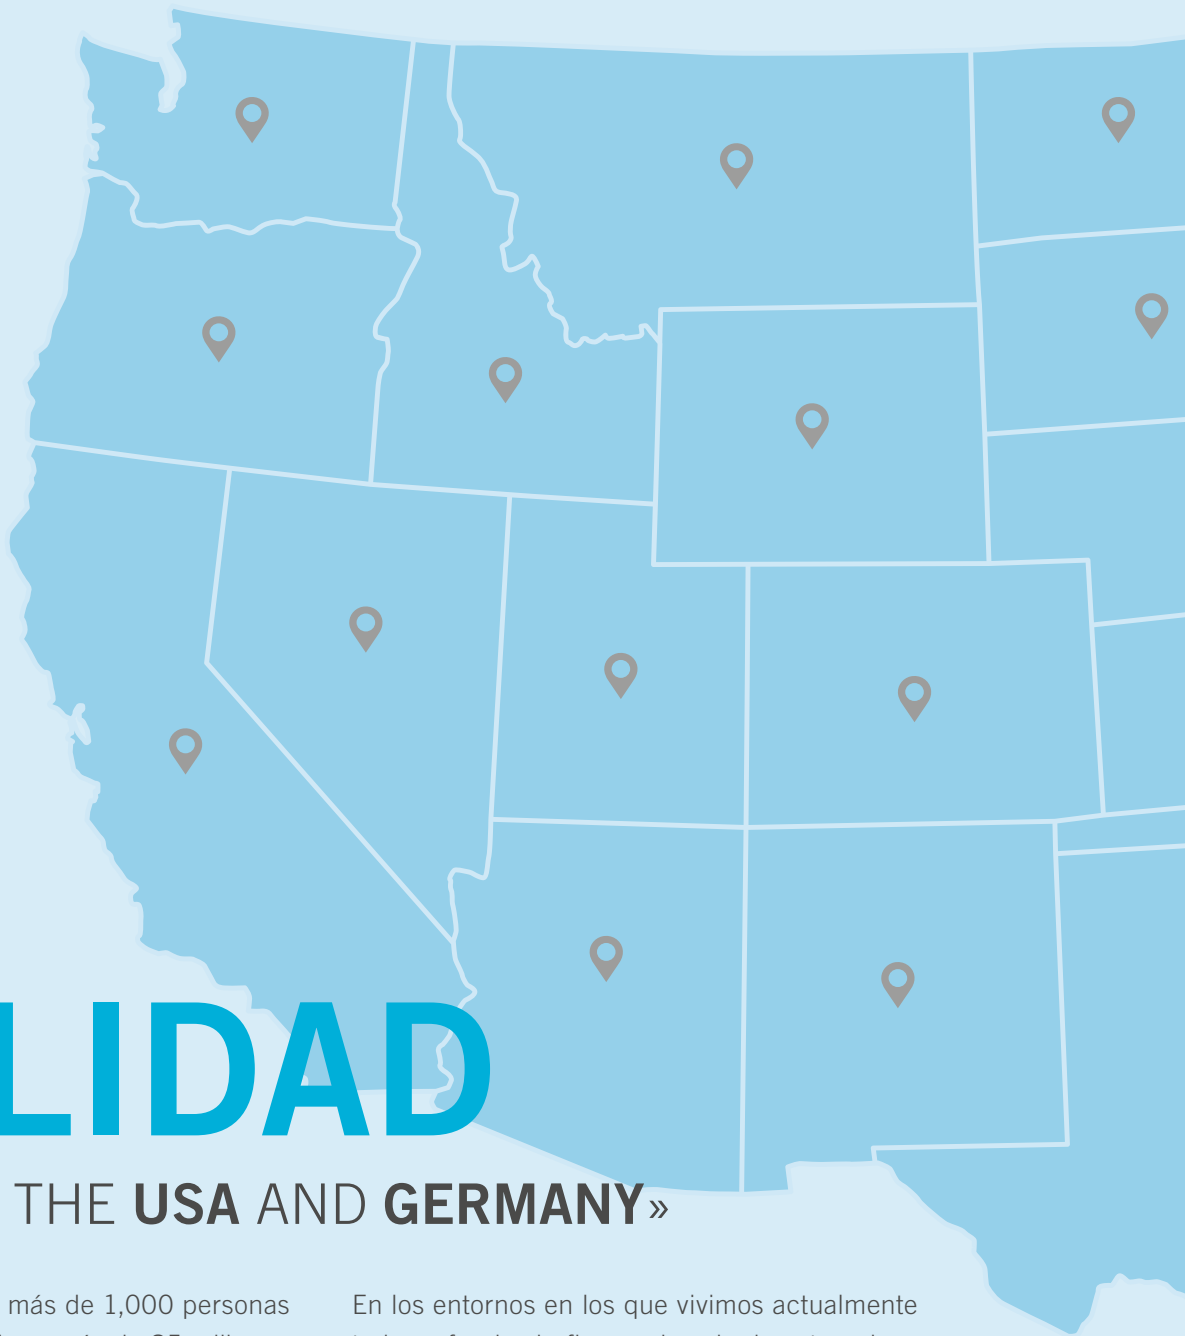 LIDAD
THE USA AND GERMANY»
más de 1,000 personas
En los entornos en los que vivimos actualmente